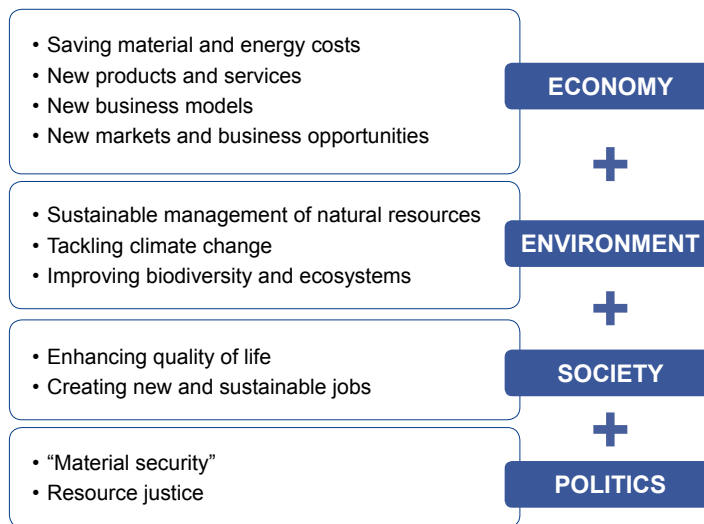 • Saving material and energy costs
• New products and services
• New business models
• New markets and business opportunities
ECONOMY
+
• Sustainable management of natural resources
• Tackling climate change
• Improving biodiversity and ecosystems
ENVIRONMENT
+
• Enhancing quality of life
• Creating new and sustainable jobs
SOCIETY
+
• “Material security”
• Resource justice
POLITICS